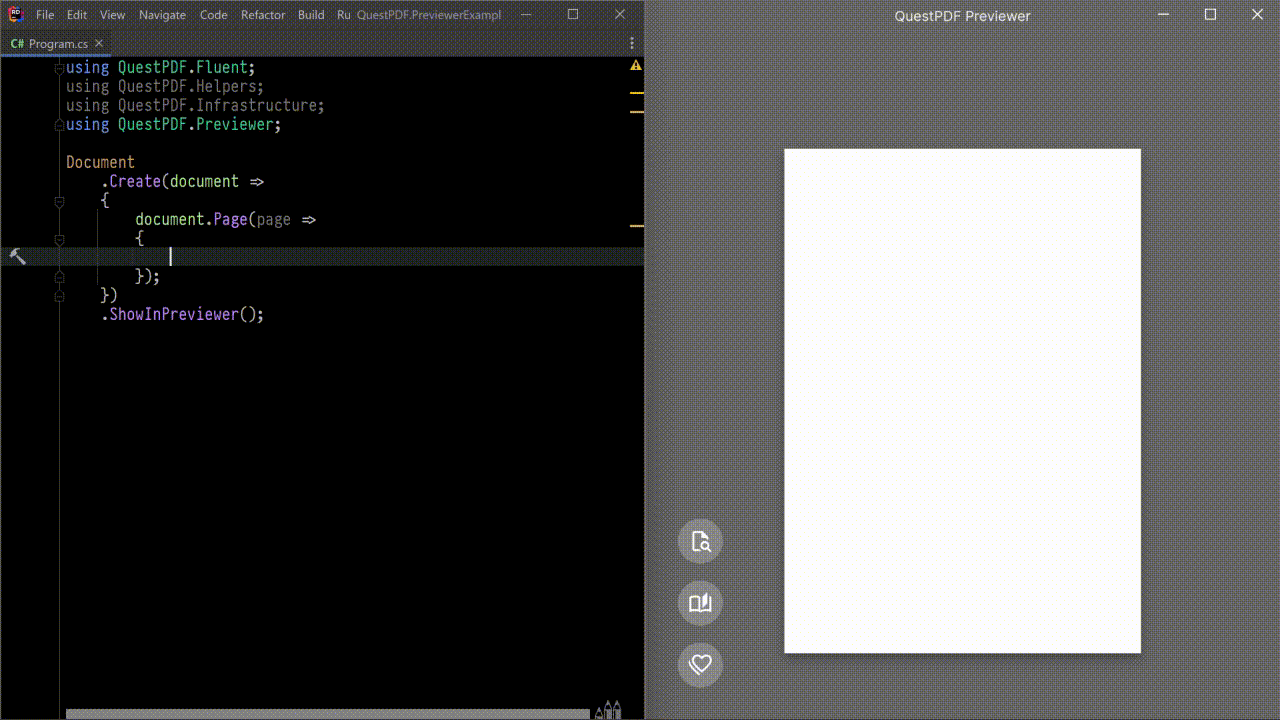 RD File Edit View Navigate Code Refactor Build Ru QuestPDF.PreviewerExampl
C# Program.cs
using QuestPDF.Fluent;
using QuestPDF.Helpers;
using QuestPDF.Infrastructure;
using QuestPDF.Previewer;
Document
.Create(document =>
{
document.Page(page =>
{
});
})
.ShowInPreviewer();
QuestPDF Previewer